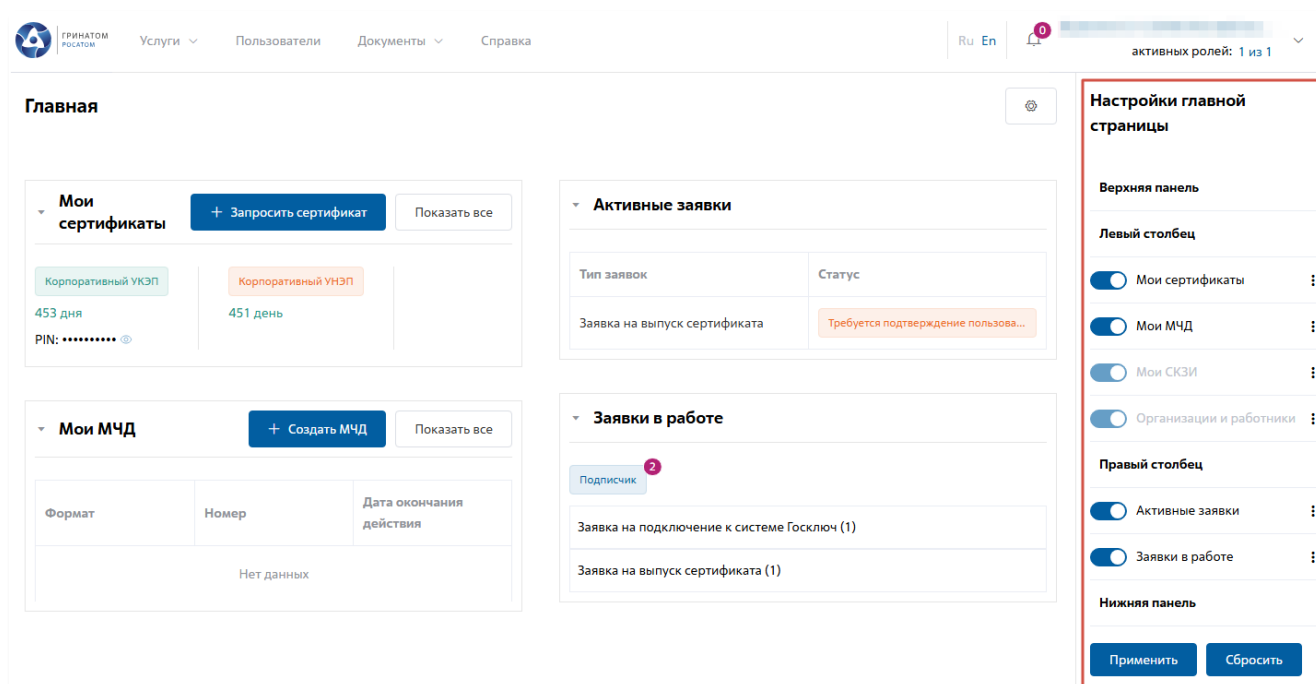 ГРИНАТОМ
РОСАТОМ
Услуги
Пользователи
Документы
Справка
Ru En
0
активных ролей: 1 из 1
Главная
Мои
сертификаты
+ Запросить сертификат
Показать все
Корпоративный УКЭП
453 дня
PIN: ••••••••••
Корпоративный УНЭП
451 день
Активные заявки
Тип заявок
Статус
Заявка на выпуск сертификата
Требуется подтверждение пользова...
Мои МЧД
+ Создать МЧД
Показать все
Формат
Номер
Дата окончания
действия
Нет данных
Заявки в работе
Подписчик
2
Заявка на подключение к системе Госключ (1)
Заявка на выпуск сертификата (1)
Настройки главной
страницы
Верхняя панель
Левый столбец
Мои сертификаты
Мои МЧД
Мои СКЗИ
Организации и работники
Правый столбец
Активные заявки
Заявки в работе
Нижняя панель
Применить
Сбросить